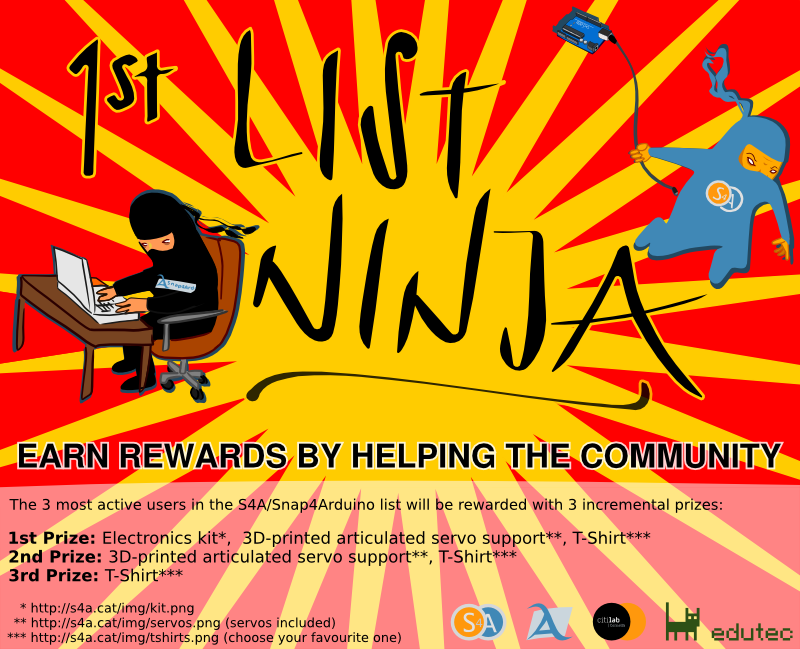 1st LIST
NINJA
Snap4Ard
S4A
EARN REWARDS BY HELPING THE COMMUNITY
The 3 most active users in the S4A/Snap4Arduino list will be rewarded with 3 incremental prizes:
1st Prize: Electronics kit*, 3D-printed articulated servo support**, T-Shirt***
2nd Prize: 3D-printed articulated servo support**, T-Shirt***
3rd Prize: T-Shirt***
* http://s4a.cat/img/kit.png
** http://s4a.cat/img/servos.png (servos included)
*** http://s4a.cat/img/tshirts.png (choose your favourite one)
S4A
citilab
edutec